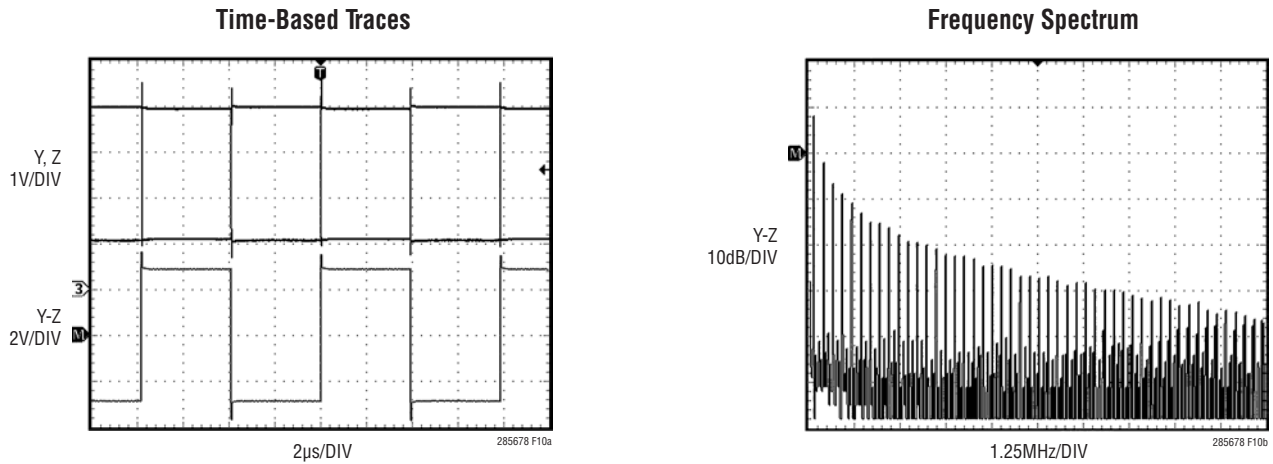 Time-Based Traces
T
Y, Z
1V/DIV
3
Y-Z
2V/DIV
M
2µs/DIV
285678 F10a
Frequency Spectrum
M
Y-Z
10dB/DIV
1.25MHz/DIV
285678 F10b